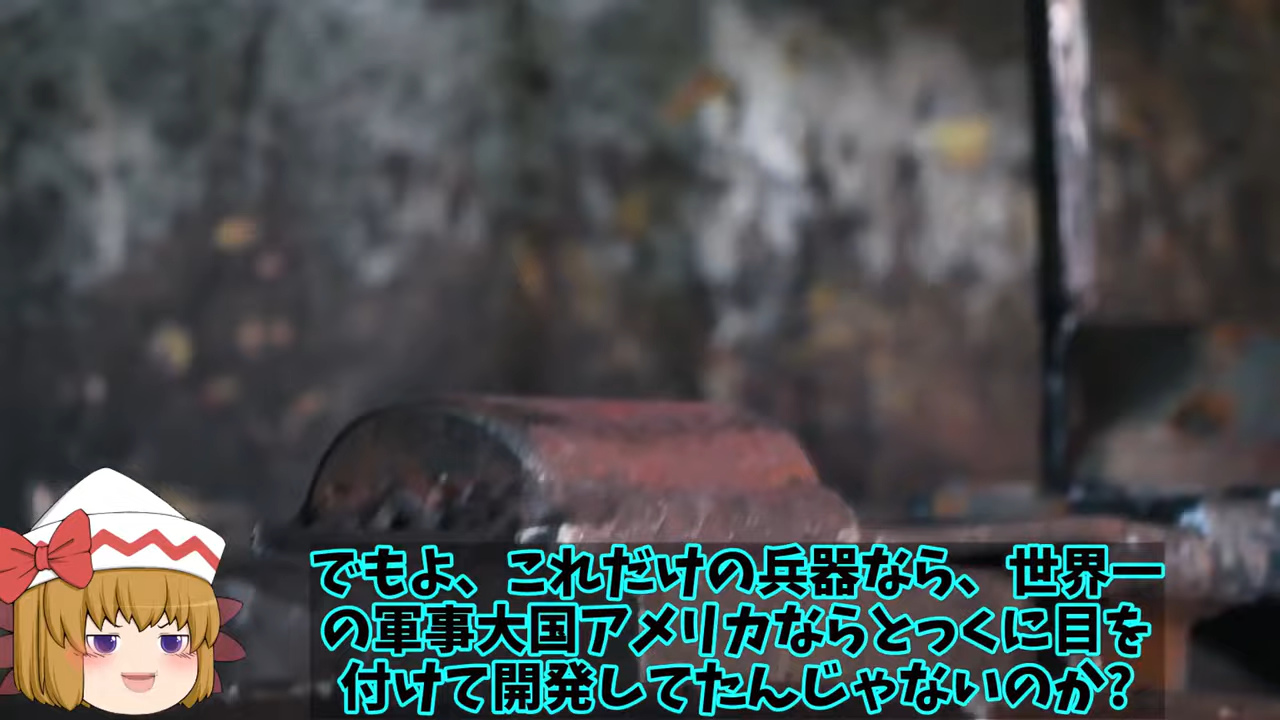 でもよ、これだけの兵器なら、世界一
の軍事大国アメリカならとっくに目を
付けて開発してたんじゃないのか?